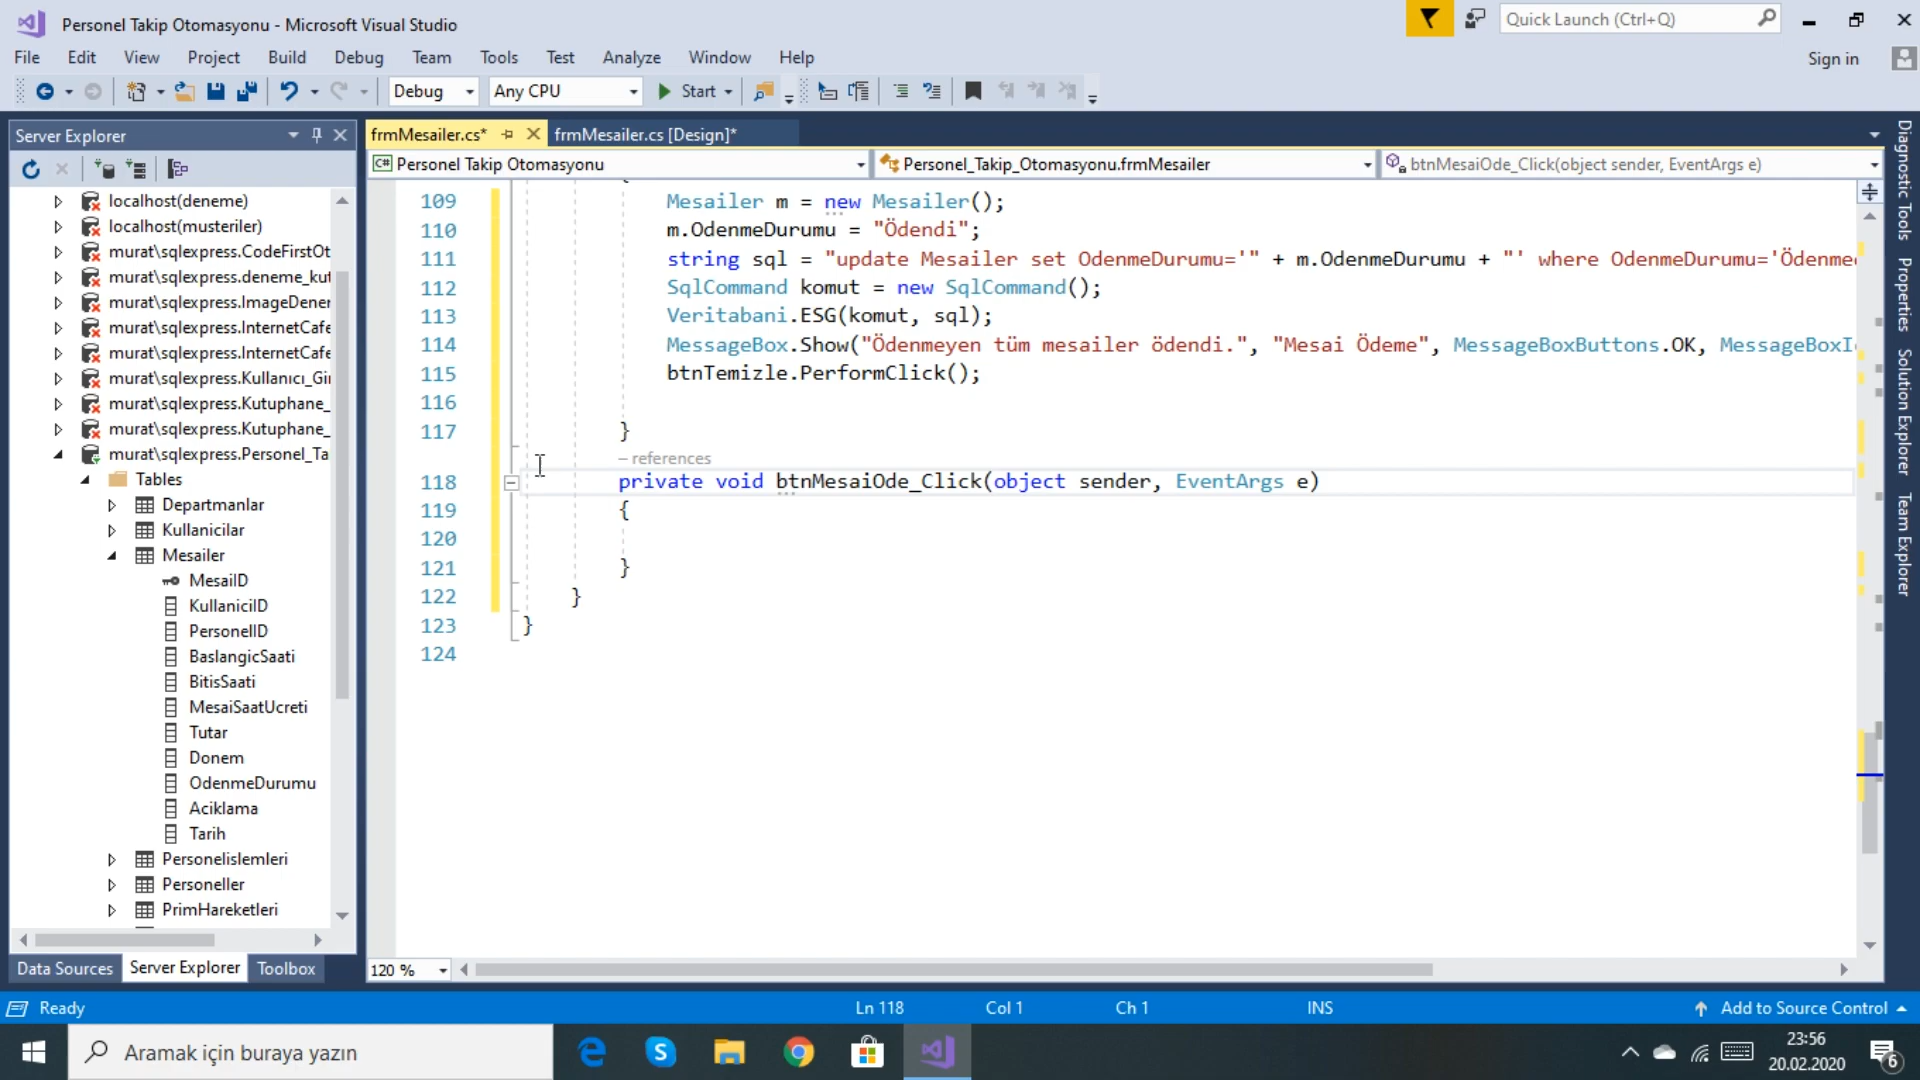 Personel Takip Otomasyonu - Microsoft Visual Studio
Quick Launch (Ctrl+Q)
File Edit View Project Build Debug Team Tools Test Analyze Window Help
Sign in
Debug Any CPU Start
Server Explorer
localhost(deneme)
localhost(musteriler)
murat\sqlexpress.CodeFirstOt
murat\sqlexpress.deneme_kut
murat\sqlexpress.ImageDener
murat\sqlexpress.InternetCafe
murat\sqlexpress.InternetCafe
murat\sqlexpress.Kullanıcı_Gi
murat\sqlexpress.Kutuphane_
murat\sqlexpress.Kutuphane_
murat\sqlexpress.Personel_Ta
Tables
Departmanlar
Kullanicilar
Mesailer
MesaiID
KullaniciID
PersonelID
BaslangicSaati
BitisSaati
MesaiSaatUcreti
Tutar
Donem
OdenmeDurumu
Aciklama
Tarih
Personelislemleri
Personeller
PrimHareketleri
Data Sources Server Explorer Toolbox
frmMesailer.cs* frmMesailer.cs [Design]*
C# Personel Takip Otomasyonu Personel_Takip_Otomasyonu.frmMesailer btnMesaiOde_Click(object sender, EventArgs e)
109 Mesailer m = new Mesailer();
110 m.OdenmeDurumu = "Ödendi";
111 string sql = "update Mesailer set OdenmeDurumu='" + m.OdenmeDurumu + "' where OdenmeDurumu='Ödenme
112 SqlCommand komut = new SqlCommand();
113 Veritabani.ESG(komut, sql);
114 MessageBox.Show("Ödenmeyen tüm mesailer ödendi.", "Mesai Ödeme", MessageBoxButtons.OK, MessageBoxI
115 btnTemizle.PerformClick();
116
117 }
– references
118 private void btnMesaiOde_Click(object sender, EventArgs e)
119 {
120
121 }
122 }
123 }
124
120 %
Diagnostic Tools
Properties
Solution Explorer
Team Explorer
Ready Ln 118 Col 1 Ch 1 INS Add to Source Control
Aramak için buraya yazın
23:56
20.02.2020
6